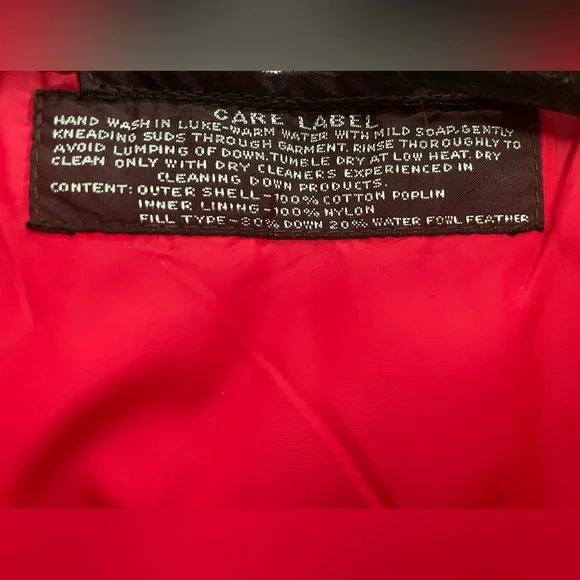 CARE LABEL
HAND WASH IN LUKE-WARM WATER WITH MILD SOAP. GENTLY
KNEADING SUDS THROUGH GARMENT. RINSE THOROUGHLY TO
AVOID LUMPING OF DOWN. TUMBLE DRY AT LOW HEAT. DRY
CLEAN ONLY WITH DRY CLEANERS EXPERIENCED IN
CLEANING DOWN PRODUCTS.
CONTENT: OUTER SHELL-100% COTTON POPLIN
INNER LINING-100% NYLON
FILL TYPE-80% DOWN 20% WATER FOWL FEATHER